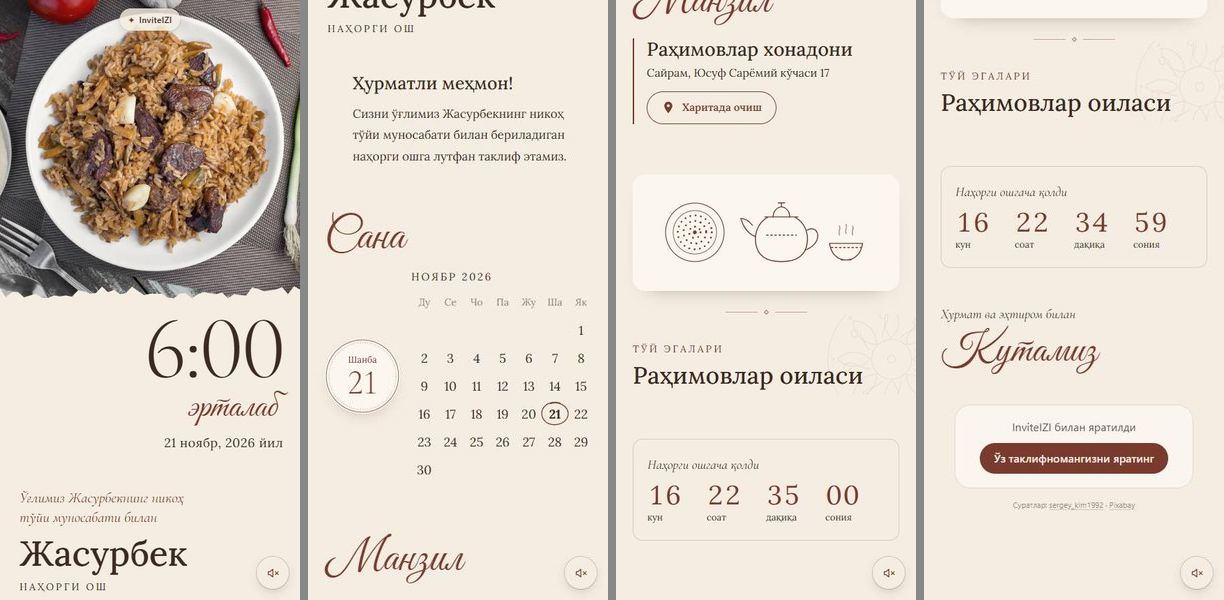 InviteIZI
6:00
эрталаб
21 ноябр, 2026 йил
Ўғлимиз Жасурбекнинг никоҳ
тўйи муносабати билан
Жасурбек
НАҲОРГИ ОШ
Жасурбек
НАҲОРГИ ОШ
Ҳурматли меҳмон!
Сизни ўғлимиз Жасурбекнинг никоҳ
тўйи муносабати билан бериладиган
наҳорги ошга лутфан таклиф этамиз.
Сана
НОЯБР 2026
Ду Се Чо Па Жу Ша Як
1
2 3 4 5 6 7 8
9 10 11 12 13 14 15
16 17 18 19 20 21 22
23 24 25 26 27 28 29
30
Шанба
21
Манзил
Манзил
Раҳимовлар хонадони
Сайрам, Юсуф Сарёмий кўчаси 17
Харитада очиш
ТЎЙ ЭГАЛАРИ
Раҳимовлар оиласи
Наҳорги ошгача қолди
16 22 35 00
кун соат дақиқа сония
ТЎЙ ЭГАЛАРИ
Раҳимовлар оиласи
Наҳорги ошгача қолди
16 22 34 59
кун соат дақиқа сония
Ҳурмат ва эҳтиром билан
Кутамиз
InviteIZI билан яратилди
Ўз таклифномангизни яратинг
Суратлар: sergey_kim1992 · Pixabay